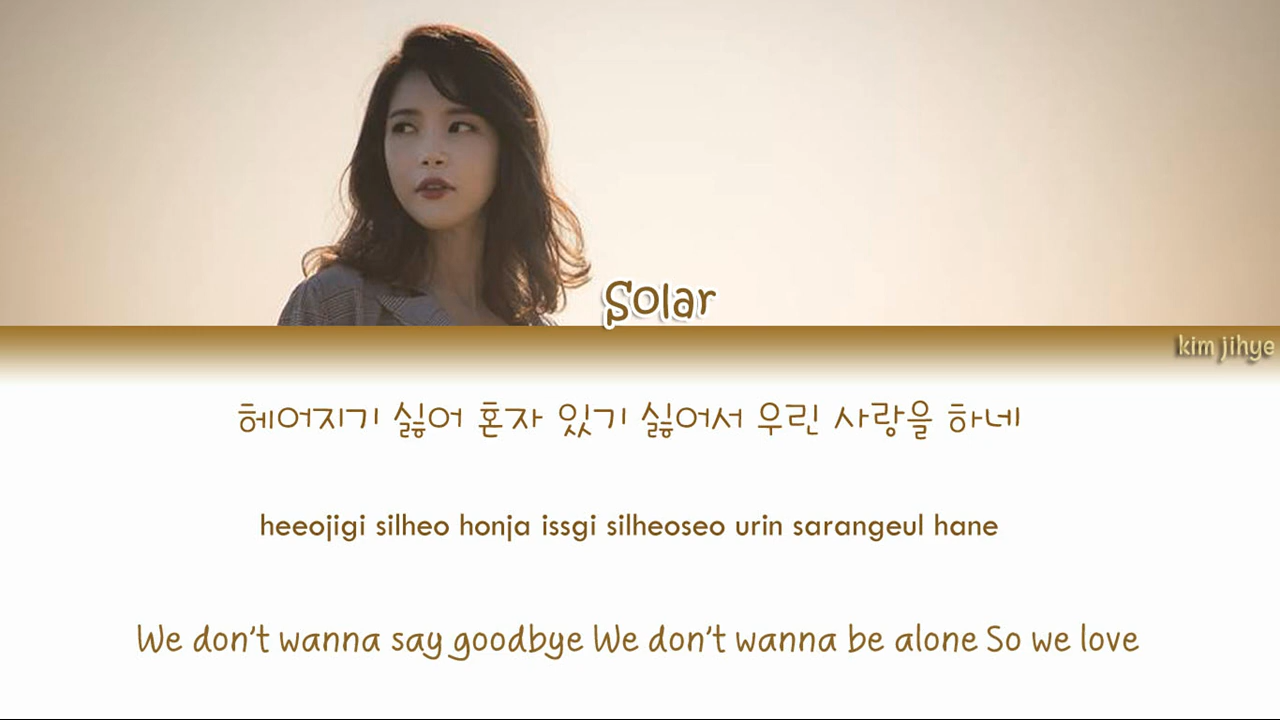 Solar
kim jihye
헤어지기 싫어 혼자 있기 싫어서 우린 사랑을 하네
heeojigi silheo honja issgi silheoseo urin sarangeul hane
We don't wanna say goodbye We don't wanna be alone So we love